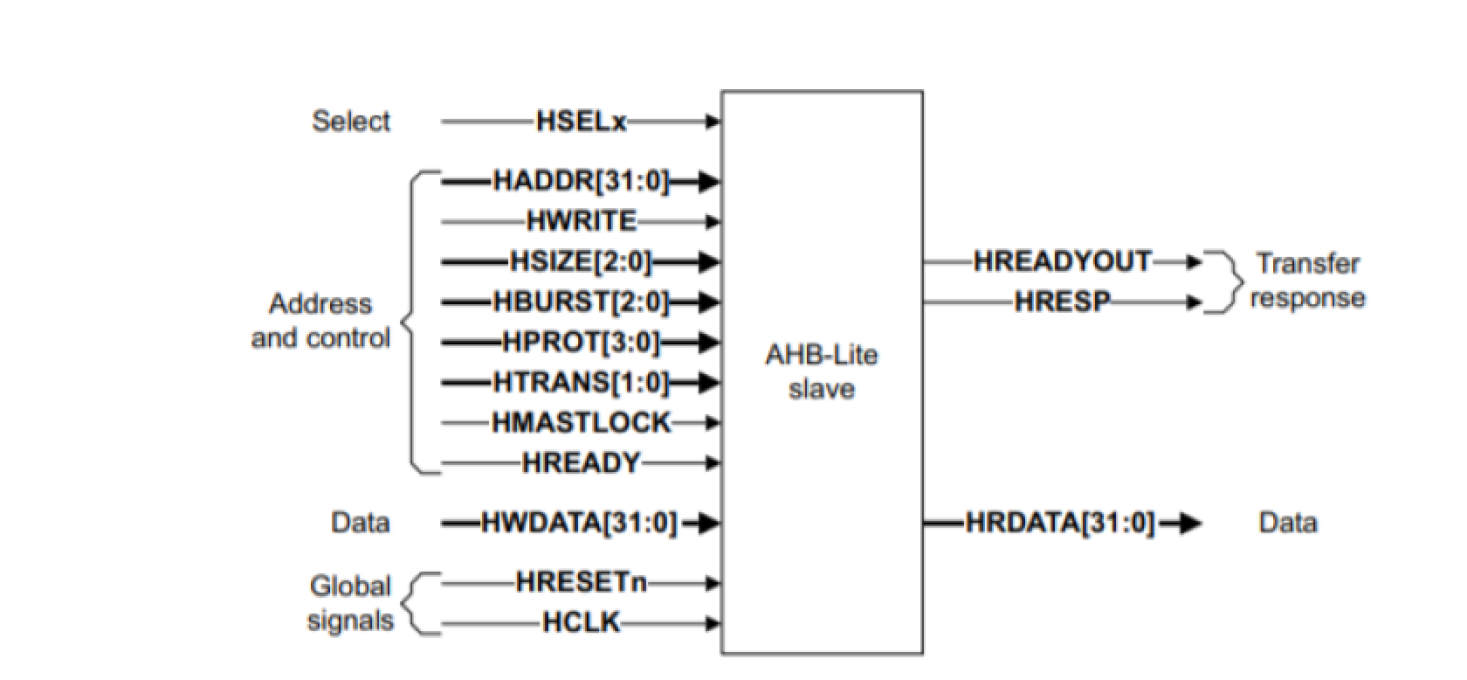 Select
HSELx
HADDR[31:0]
HWRITE
HSIZE[2:0]
HBURST[2:0]
Address
and control
HPROT[3:0]
HTRANS[1:0]
HMASTLOCK
HREADY
Data
HWDATA[31:0]
Global
signals
HRESETn
HCLK
AHB-Lite
slave
HREADYOUT
HRESP
Transfer
response
HRDATA[31:0]
Data